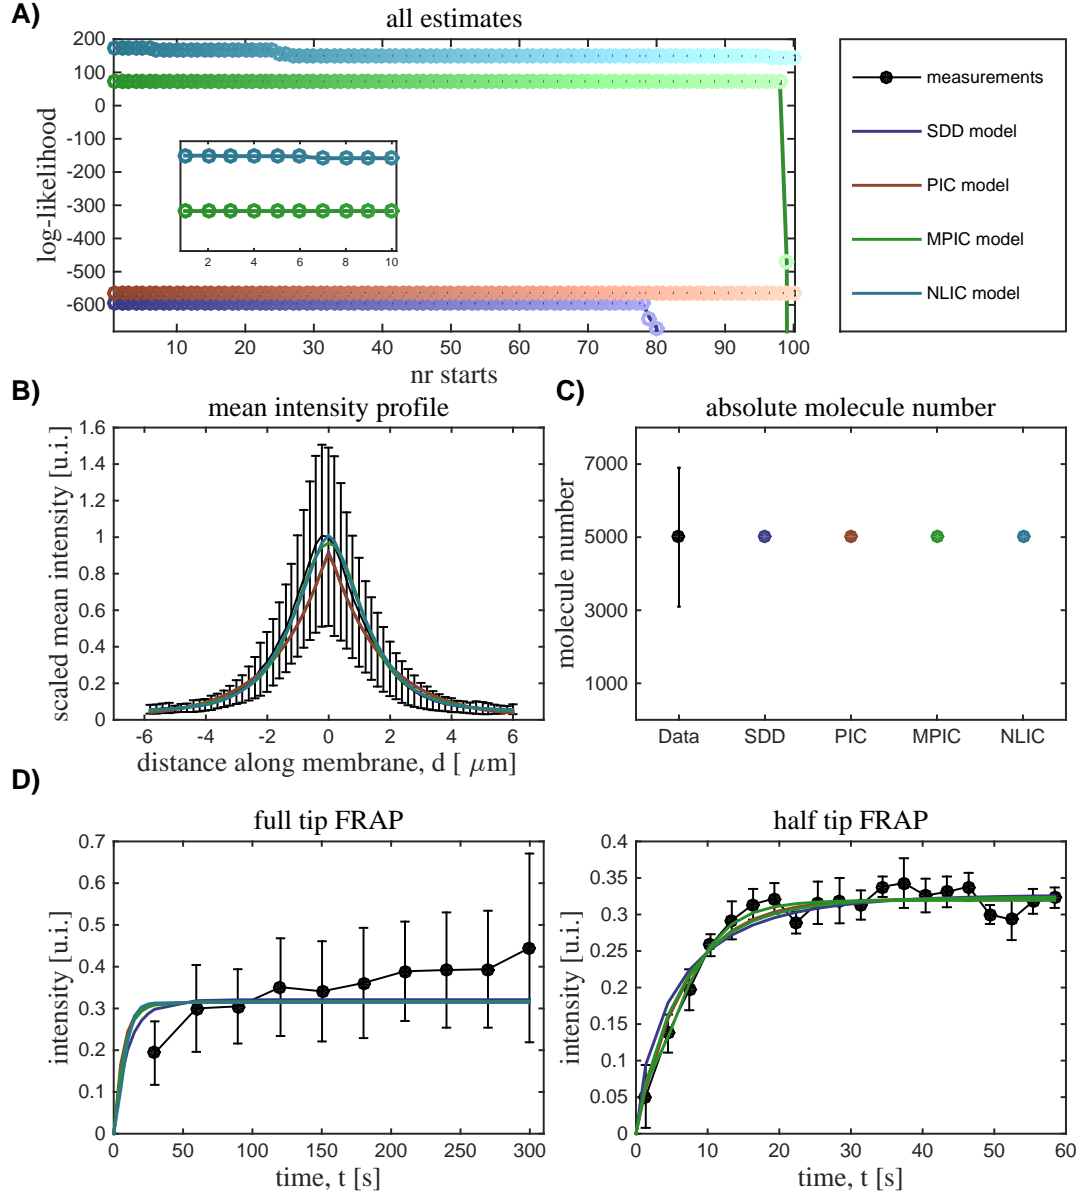 A)
all estimates
200
100
0
-100
-200
-300
-400
-500
-600
log-likelihood
2 4 6 8 10
10 20 30 40 50 60 70 80 90 100
nr starts
measurements
SDD model
PIC model
MPIC model
NLIC model
B)
mean intensity profile
1.6
1.4
1.2
1
0.8
0.6
0.4
0.2
0
scaled mean intensity [u.i.]
-6 -4 -2 0 2 4 6
distance along membrane, d [ μm]
C)
absolute molecule number
7000
5000
3000
1000
molecule number
Data SDD PIC MPIC NLIC
D)
full tip FRAP
0.7
0.6
0.5
0.4
0.3
0.2
0.1
0
intensity [u.i.]
0 50 100 150 200 250 300
time, t [s]
half tip FRAP
0.4
0.35
0.3
0.25
0.2
0.15
0.1
0.05
0
intensity [u.i.]
0 10 20 30 40 50 60
time, t [s]